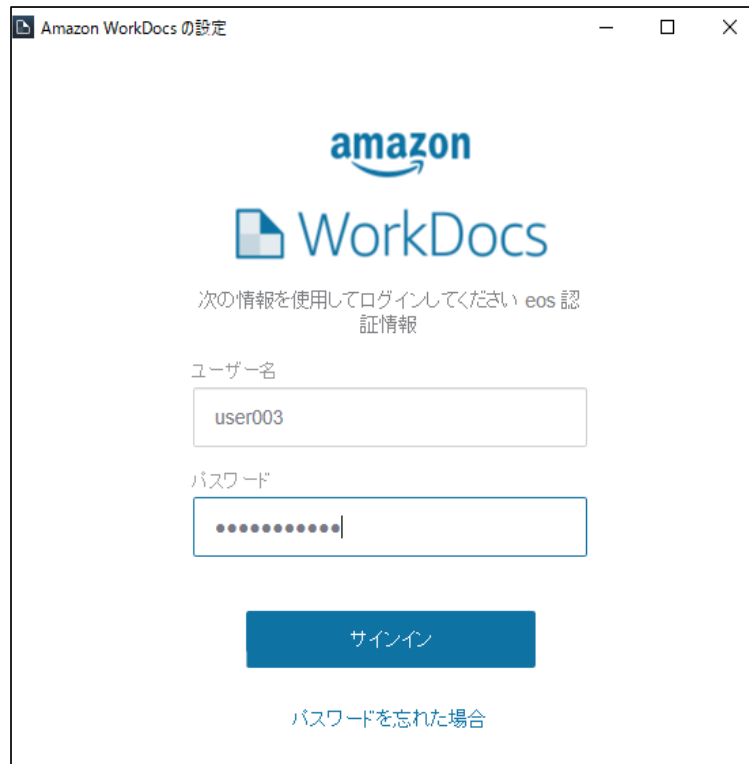 Amazon WorkDocs の設定
amazon
WorkDocs
次の情報を使用してログインしてください eos 認
証情報
ユーザー名
user003
パスワード
●●●●●●●●●●●
サインイン
パスワードを忘れた場合